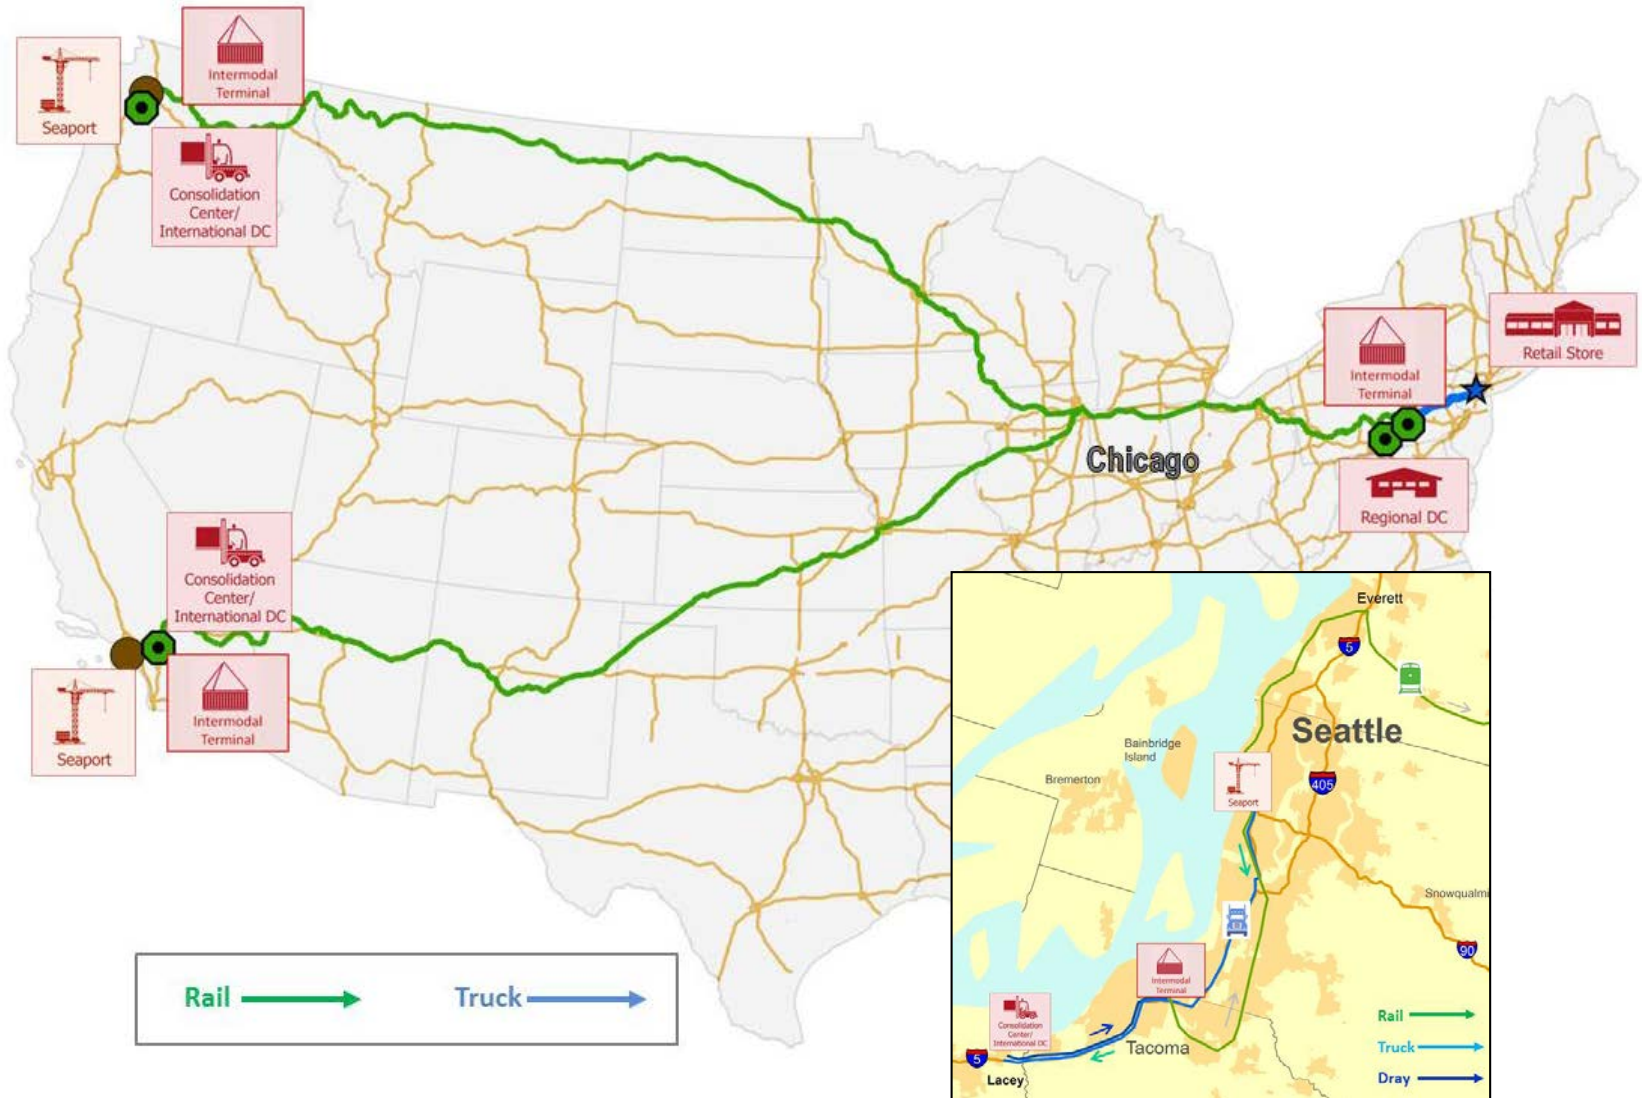 Seaport
Intermodal
Terminal
Consolidation
Center/
International DC
Chicago
Intermodal
Terminal
Retail Store
Regional DC
Consolidation
Center/
International DC
Seaport
Intermodal
Terminal
Rail
Truck
Everett
5
Seattle
Bainbridge
Island
Bremerton
Seaport
405
Snowqualmi
90
Intermodal
Terminal
Consolidation
Center/
International DC
Tacoma
5
Lacey
Rail
Truck
Dray